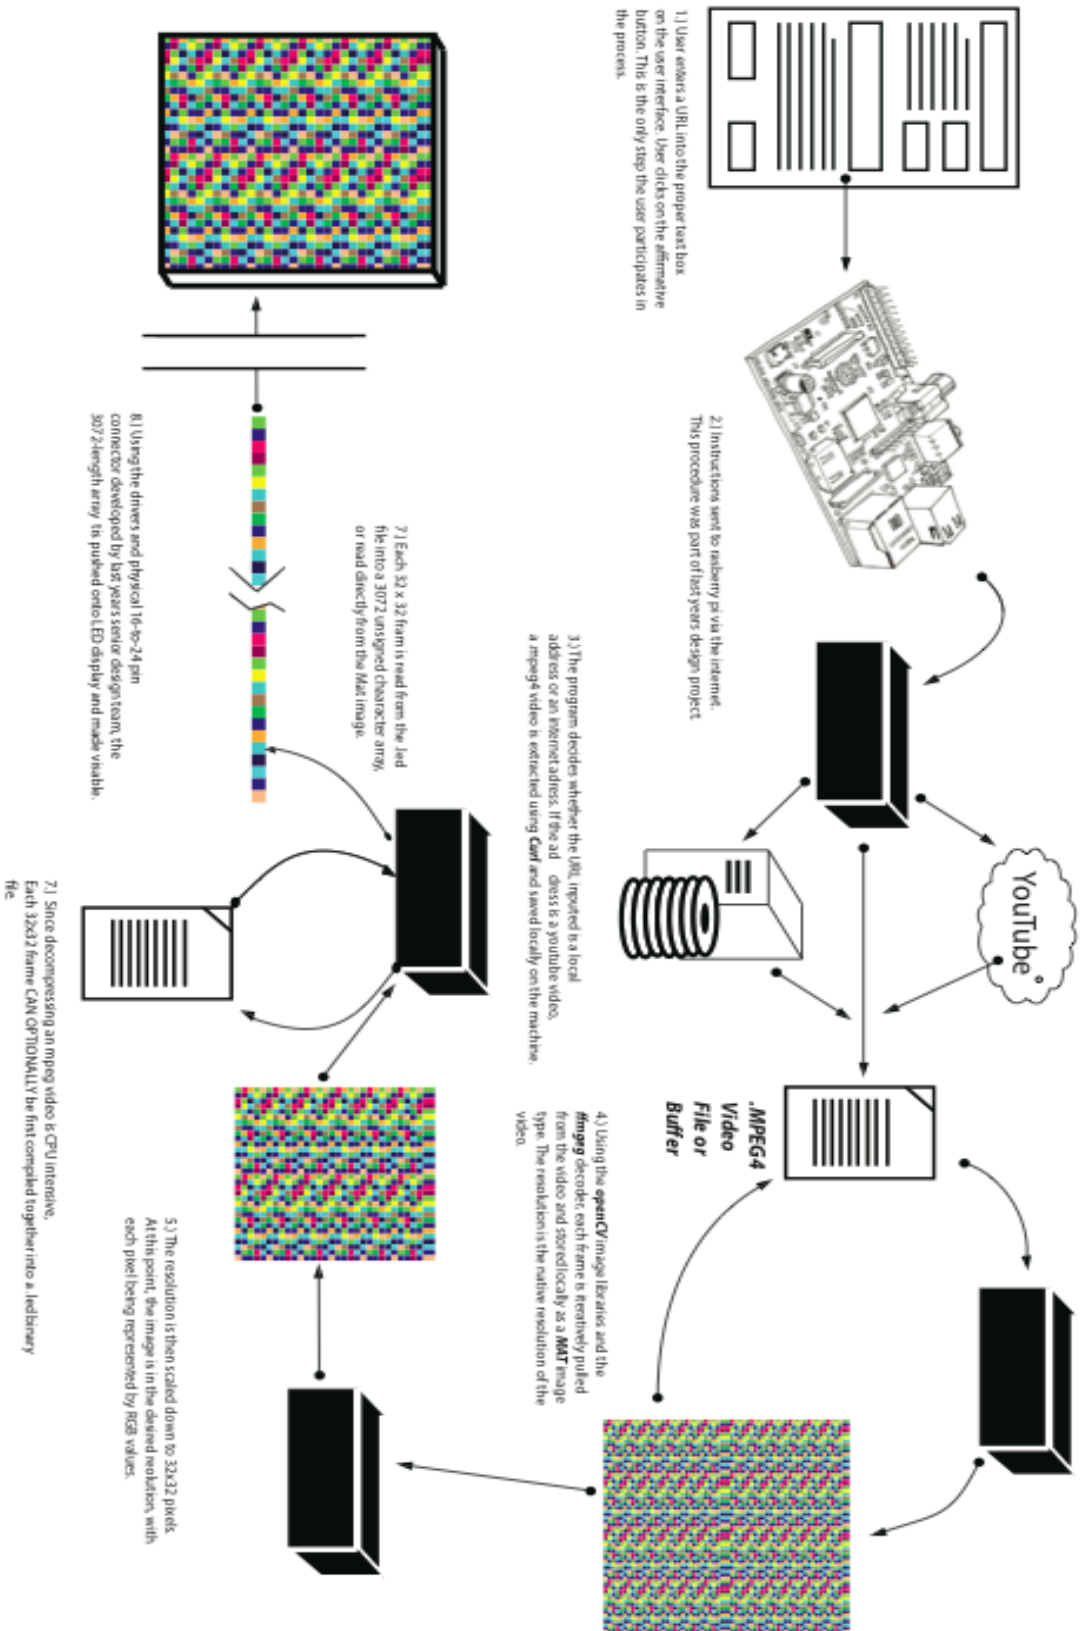 1.) User enters a URL into the proper text box
on the user interface. User clicks on the affirmative
button. This is the only step the user participates in
the process.
2.) Instructions sent to rasberry pi via the internet.
This procedure was part of last years design project.
YouTube
3.) The program decides whether the URL inputed is a local
address or an internet adress. If the ad dress is a youtube video,
a mpeg4 video is extracted using Curl and saved locally on the machine.
.MPEG4
Video
File or
Buffer
4.) Using the openCV image libraries and the
ffmgeg decoder, each frame is iteratively pulled
from the video and stored locally as a MAT image
type. The resolution is the native resolution of the
video.
5.) The resolution is then scaled down to 32x32 pixels.
At this point, the image is in the desired reolution, with
each pixel being represented by RGB values.
7.) Since decompressing an mpeg video is CPU intensive,
Each 32x32 frame CAN OPTIONALLY be first compiled together into a .led binary
file.
7.) Each 32 x 32 fram is read from the .led
file into a 3072 unsigned chaaracter array,
or read directly from the Mat image.
8.) Using the drivers and physical 16-to-24 pin
connector developed by last years senior design team, the
3072-length array tis pushed onto LED display and made visable.